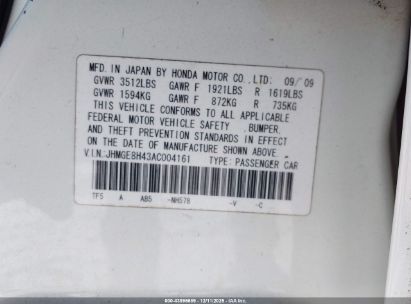 MFD. IN JAPAN BY HONDA MOTOR CO., LTD: 09/ 09
GVWR 3512LBS GAWR F 1921LBS R 1619LBS
GVWR 1594KG GAWR F 872KG R 735KG
THIS VEHICLE CONFORMS TO ALL APPLICABLE
FEDERAL MOTOR VEHICLE SAFETY ,BUMPER,
AND THEFT PREVENTION STANDARDS IN EFFECT
ON THE DATE OF MANUFACTURE SHOWN ABOVE.
V.I.N. JHMGE8H43AC004161 TYPE: PASSENGER CAR
TF5 A AB5 -NH578 -V -C